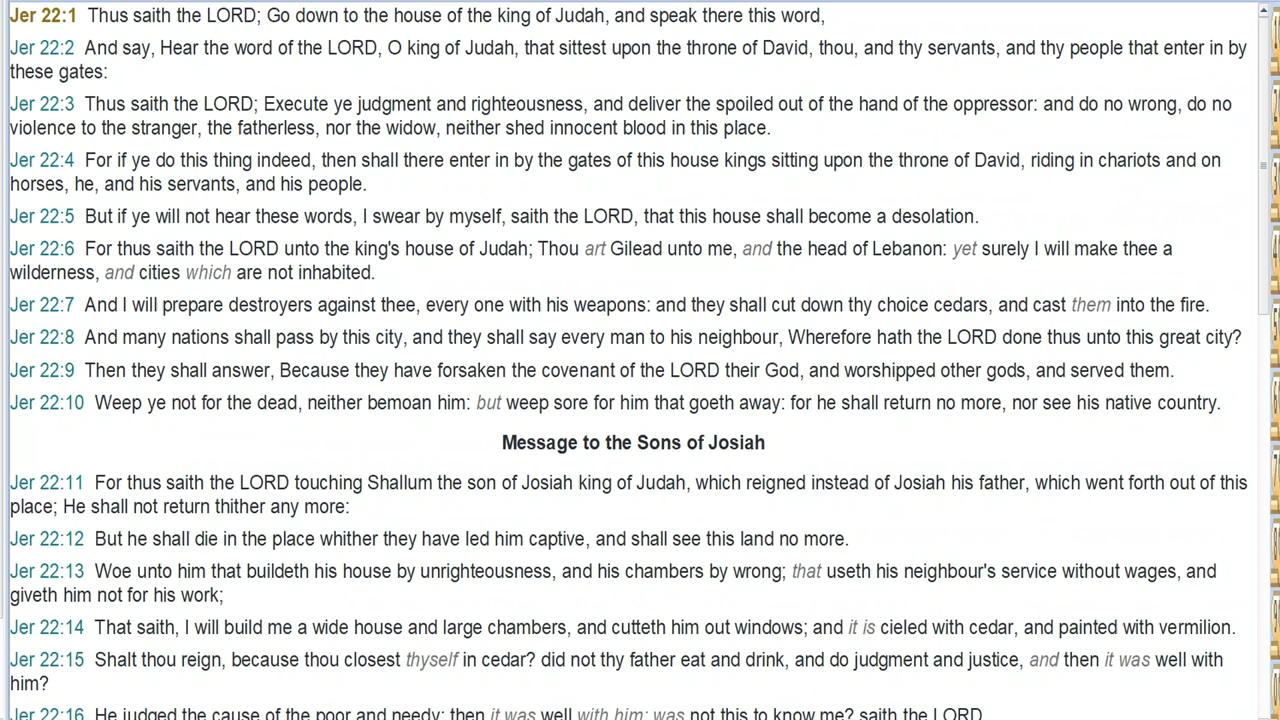 Jer 22:1 Thus saith the LORD; Go down to the house of the king of Judah, and speak there this word,
Jer 22:2 And say, Hear the word of the LORD, O king of Judah, that sittest upon the throne of David, thou, and thy servants, and thy people that enter in by
these gates:
Jer 22:3 Thus saith the LORD; Execute ye judgment and righteousness, and deliver the spoiled out of the hand of the oppressor: and do no wrong, do no
violence to the stranger, the fatherless, nor the widow, neither shed innocent blood in this place.
Jer 22:4 For if ye do this thing indeed, then shall there enter in by the gates of this house kings sitting upon the throne of David, riding in chariots and on
horses, he, and his servants, and his people.
Jer 22:5 But if ye will not hear these words, I swear by myself, saith the LORD, that this house shall become a desolation.
Jer 22:6 For thus saith the LORD unto the king's house of Judah; Thou art Gilead unto me, and the head of Lebanon: yet surely I will make thee a
wilderness, and cities which are not inhabited.
Jer 22:7 And I will prepare destroyers against thee, every one with his weapons: and they shall cut down thy choice cedars, and cast them into the fire.
Jer 22:8 And many nations shall pass by this city, and they shall say every man to his neighbour, Wherefore hath the LORD done thus unto this great city?
Jer 22:9 Then they shall answer, Because they have forsaken the covenant of the LORD their God, and worshipped other gods, and served them.
Jer 22:10 Weep ye not for the dead, neither bemoan him: but weep sore for him that goeth away: for he shall return no more, nor see his native country.
Message to the Sons of Josiah
Jer 22:11 For thus saith the LORD touching Shallum the son of Josiah king of Judah, which reigned instead of Josiah his father, which went forth out of this
place; He shall not return thither any more:
Jer 22:12 But he shall die in the place whither they have led him captive, and shall see this land no more.
Jer 22:13 Woe unto him that buildeth his house by unrighteousness, and his chambers by wrong; that useth his neighbour's service without wages, and
giveth him not for his work;
Jer 22:14 That saith, I will build me a wide house and large chambers, and cutteth him out windows; and it is cieled with cedar, and painted with vermilion.
Jer 22:15 Shalt thou reign, because thou closest thyself in cedar? did not thy father eat and drink, and do judgment and justice, and then it was well with
him?
Jer 22:16 He judged the cause of the poor and needy; then it was well with him: was not this to know me? saith the LORD